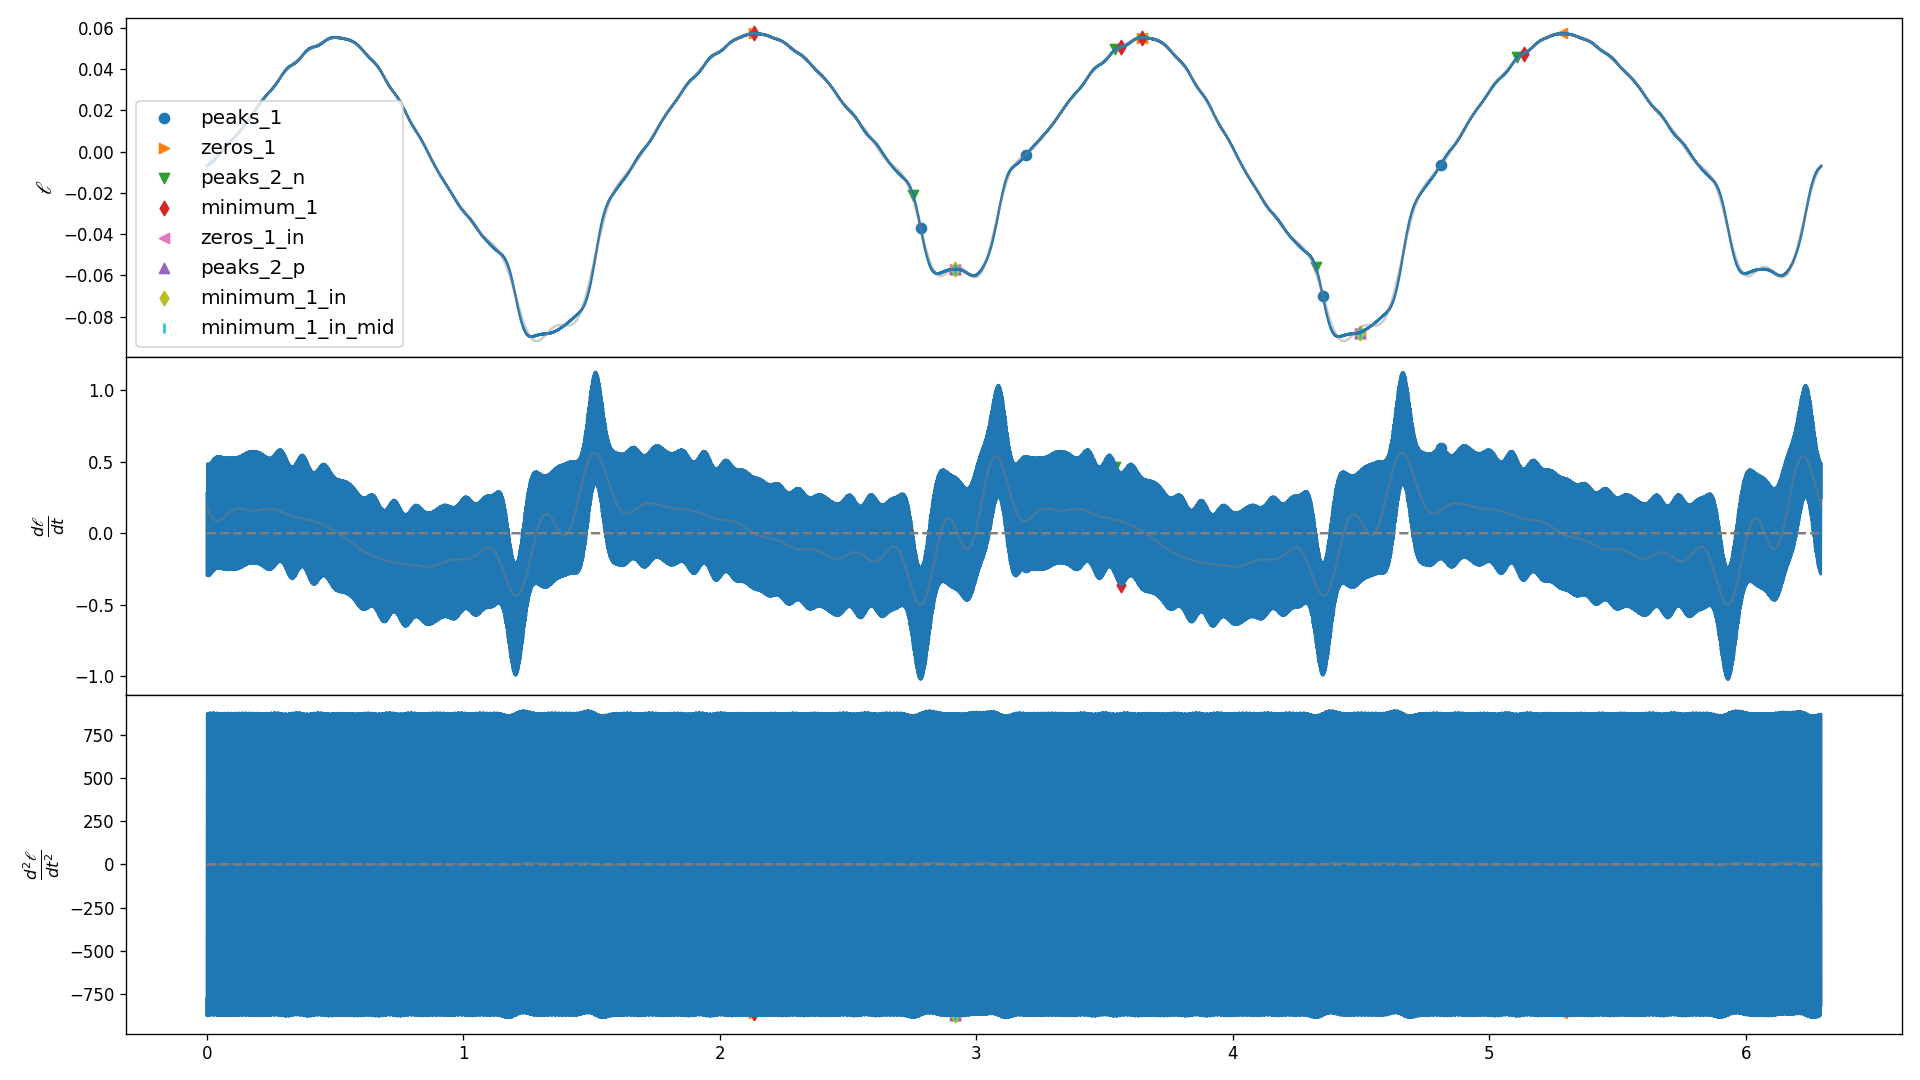 0.06
0.04
0.02
0.00
−0.02
−0.04
−0.06
−0.08
ℓ
peaks_1
zeros_1
peaks_2_n
minimum_1
zeros_1_in
peaks_2_p
minimum_1_in
minimum_1_in_mid
1.0
0.5
0.0
−0.5
−1.0
dℓ
dt
750
500
250
0
−250
−500
−750
d²ℓ
dt²
0 1 2 3 4 5 6